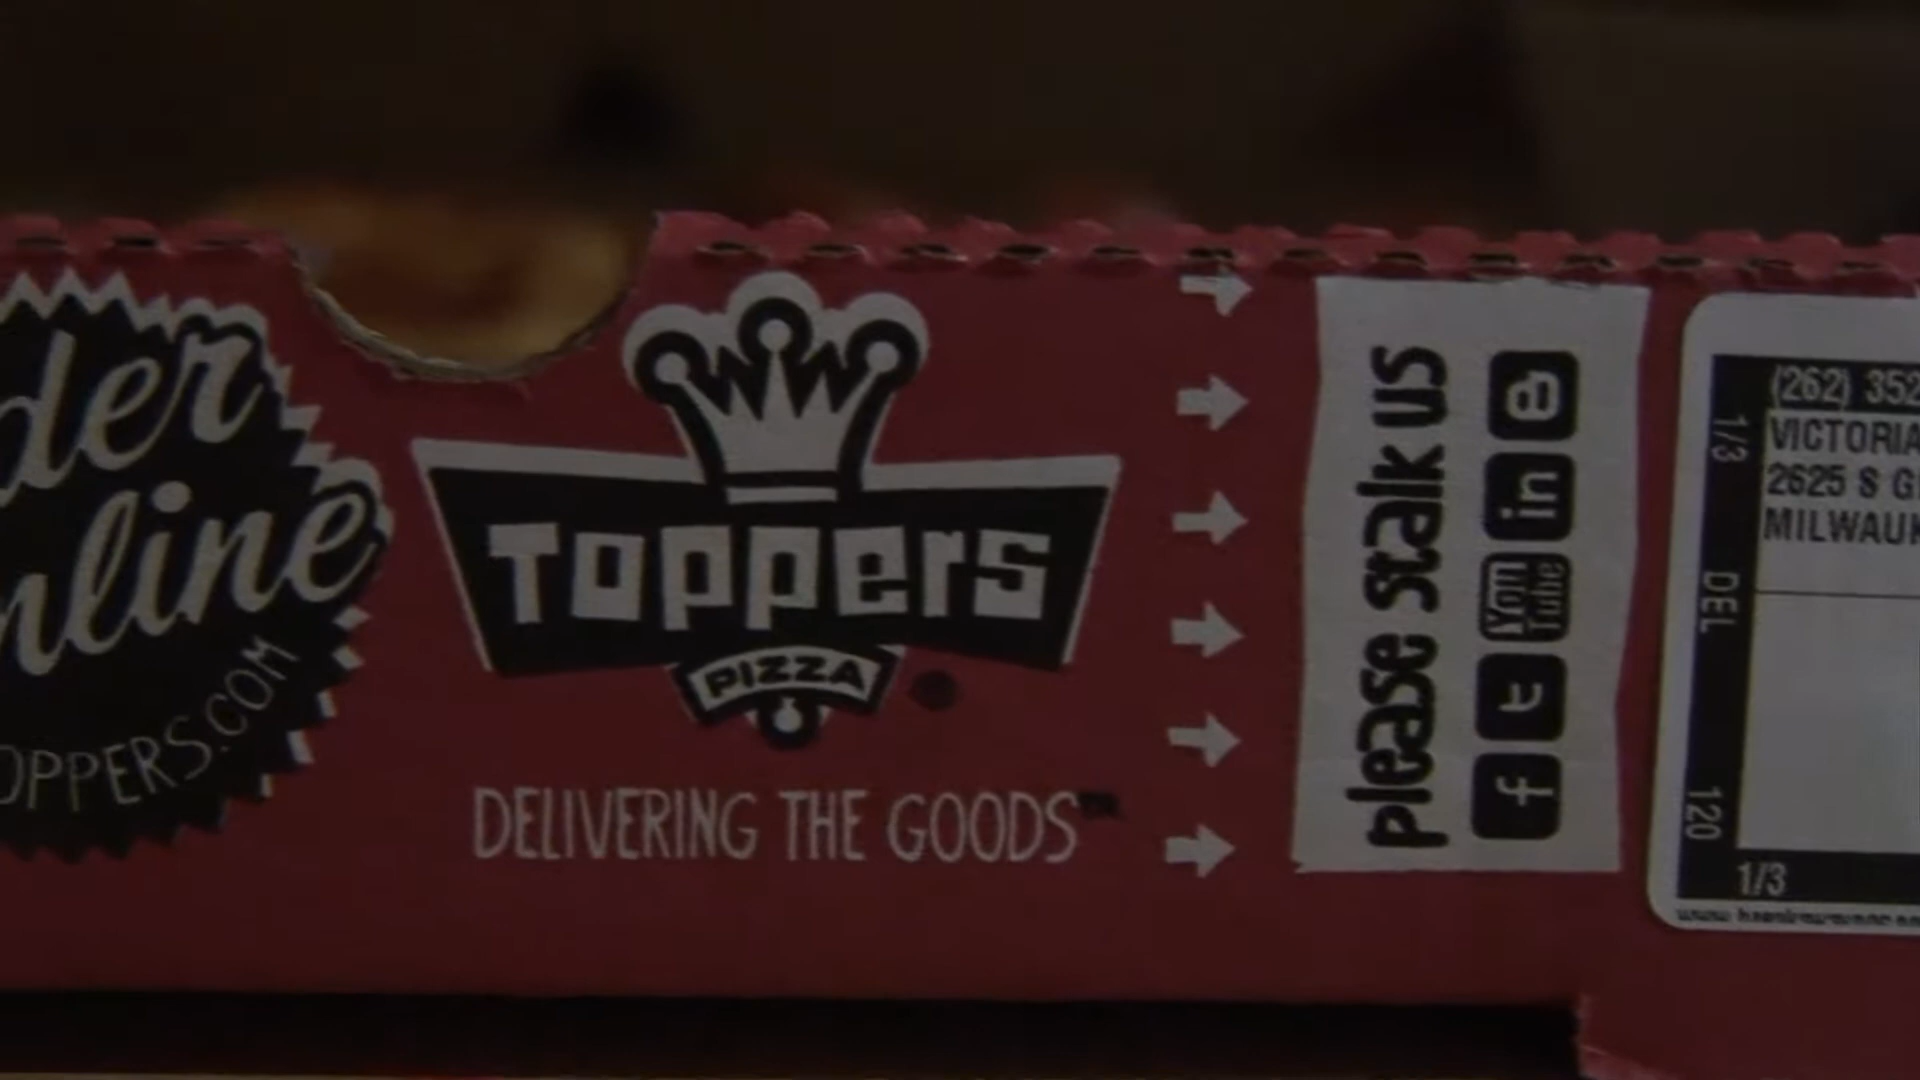 der
nline
OPPERS.COM
TOPPERS
PIZZA
DELIVERING THE GOODS™
please stalk us
f
t
You
Tube
in
(262) 352
VICTORIA
2625 S G
MILWAUK
1/3
DEL
120
1/3